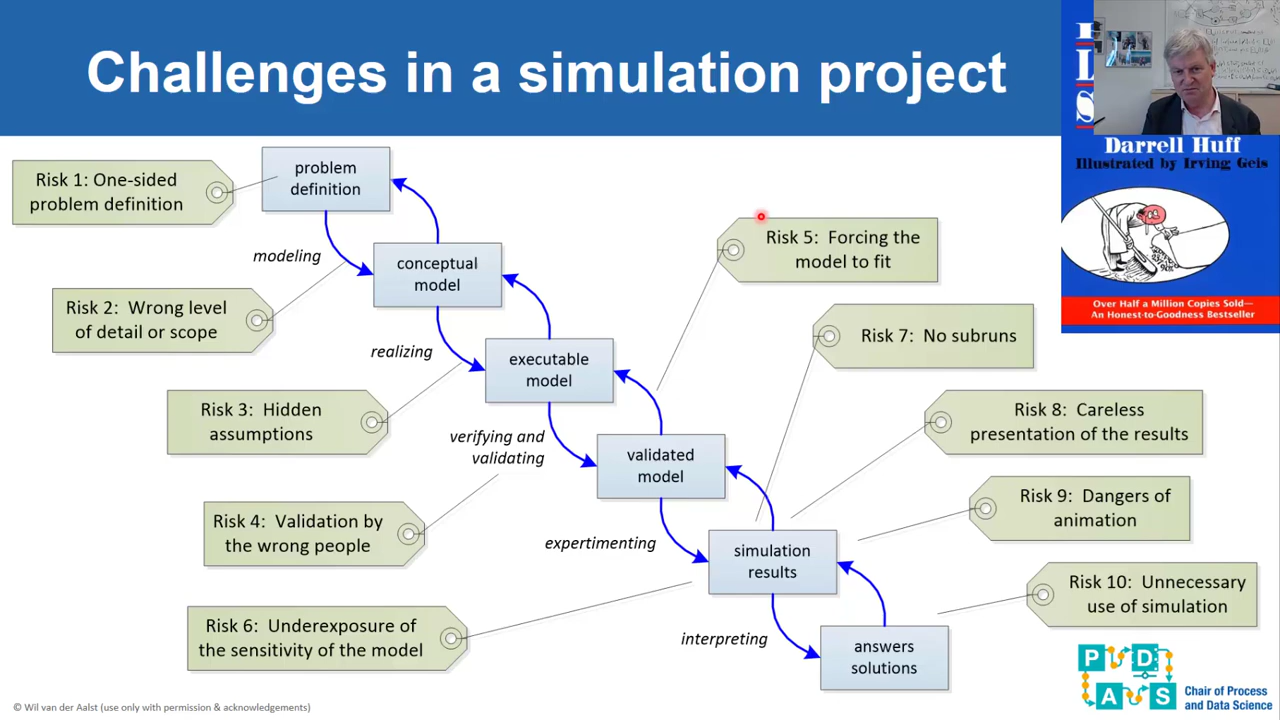 Challenges in a simulation project
Risk 1: One-sided
problem definition
problem
definition
modeling
Risk 2: Wrong level
of detail or scope
conceptual
model
realizing
Risk 3: Hidden
assumptions
executable
model
verifying and
validating
Risk 4: Validation by
the wrong people
validated
model
expertimenting
Risk 5: Forcing the
model to fit
Risk 6: Underexposure of
the sensitivity of the model
simulation
results
Risk 7: No subruns
Risk 8: Careless
presentation of the results
Risk 9: Dangers of
animation
Risk 10: Unnecessary
use of simulation
interpreting
answers
solutions
L
S
Darrell Huff
Illustrated by Irving Geis
Over Half a Million Copies Sold—
An Honest-to-Goodness Bestseller
P D
A S
Chair of Process
and Data Science
© Wil van der Aalst (use only with permission & acknowledgements)